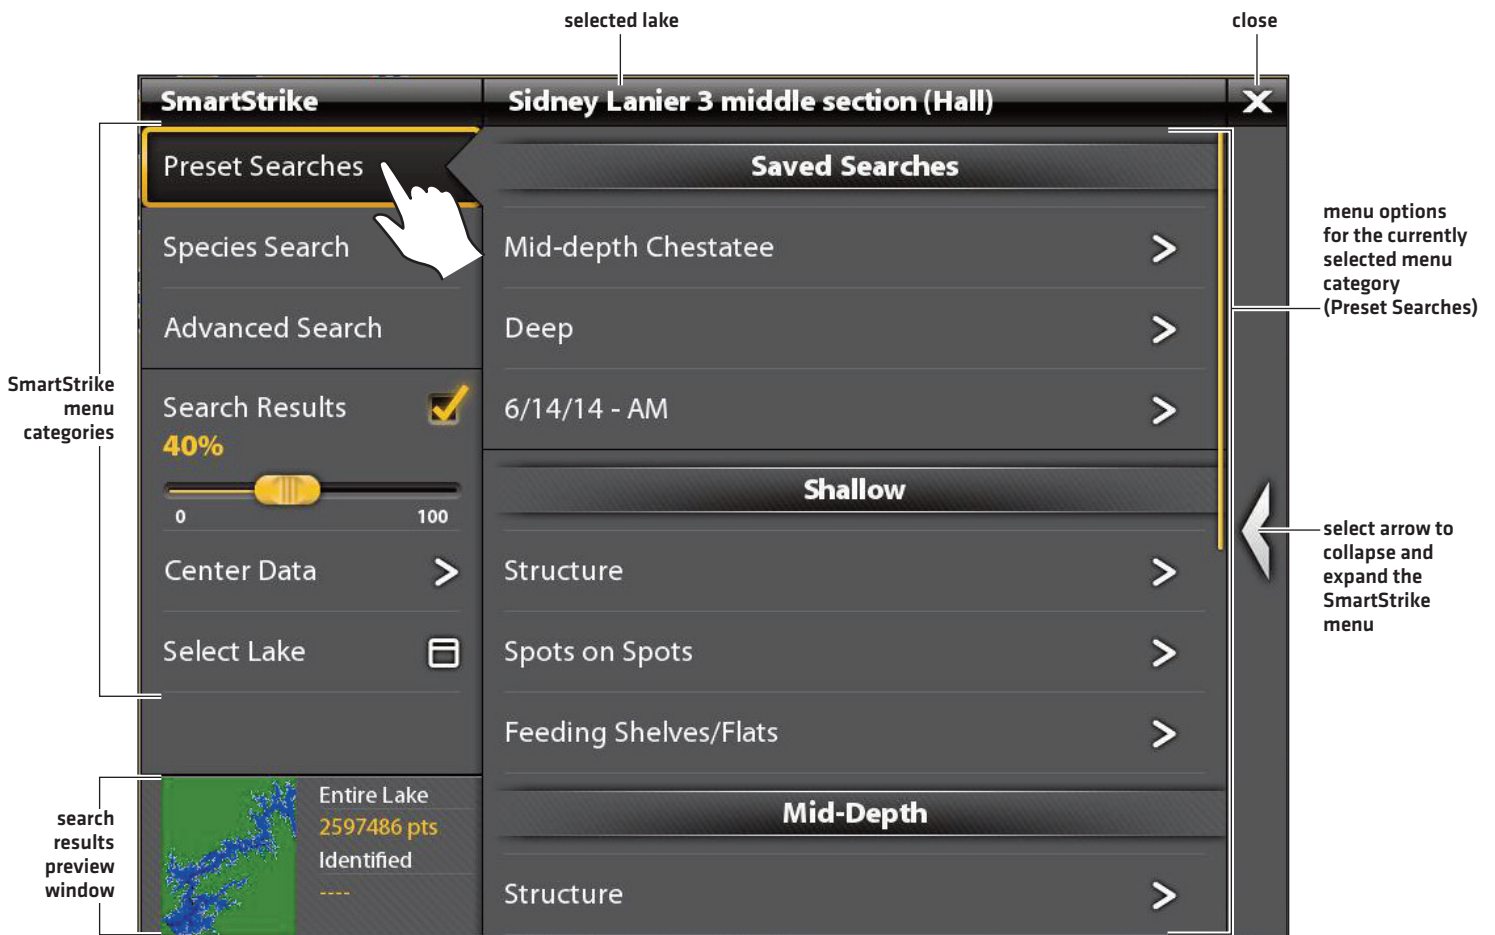 selected lake
close
SmartStrike
Sidney Lanier 3 middle section (Hall)
X
Preset Searches
Species Search
Advanced Search
Search Results
40%
0
100
Center Data
Select Lake
Entire Lake
2597486 pts
Identified
----
Saved Searches
Mid-depth Chestatee
Deep
6/14/14 - AM
Shallow
Structure
Spots on Spots
Feeding Shelves/Flats
Mid-Depth
Structure
SmartStrike
menu
categories
search
results
preview
window
menu options
for the currently
selected menu
category
(Preset Searches)
select arrow to
collapse and
expand the
SmartStrike
menu